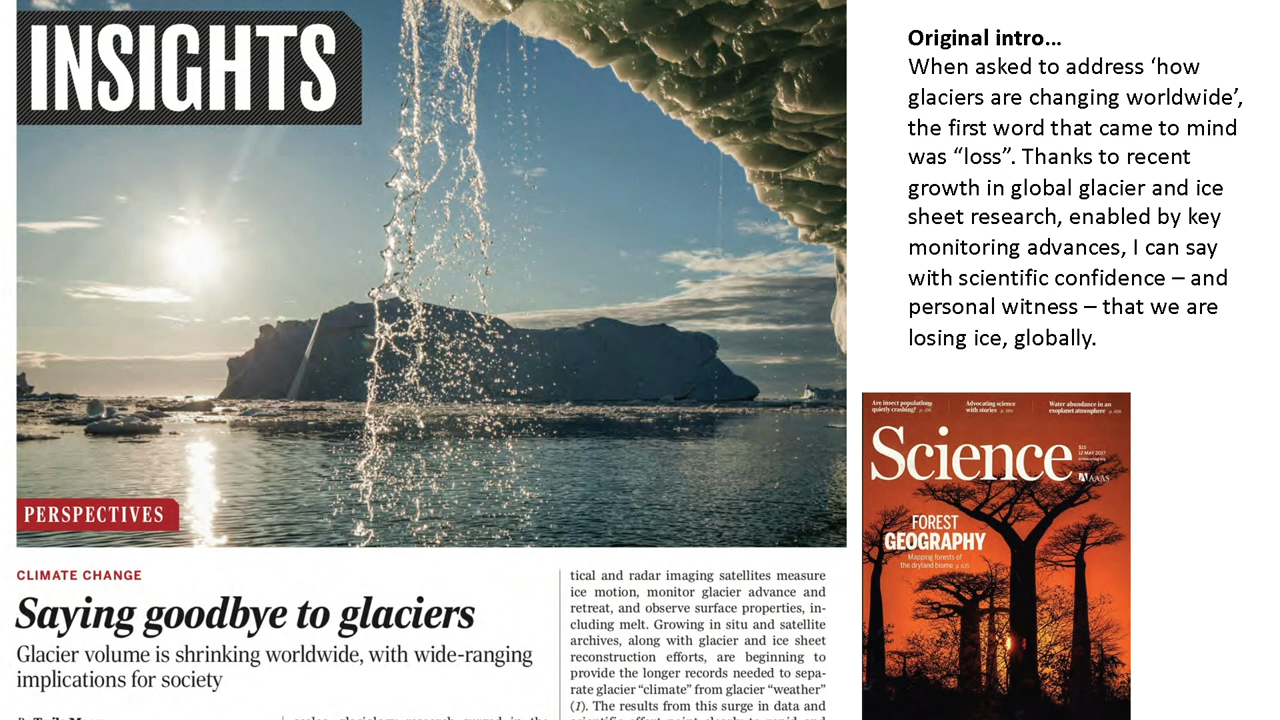 INSIGHTS
PERSPECTIVES
CLIMATE CHANGE
Saying goodbye to glaciers
Glacier volume is shrinking worldwide, with wide-ranging
implications for society
tical and radar imaging satellites measure
ice motion, monitor glacier advance and
retreat, and observe surface properties, in-
cluding melt. Growing in situ and satellite
archives, along with glacier and ice sheet
reconstruction efforts, are beginning to
provide the longer records needed to sepa-
rate glacier “climate” from glacier “weather”
(1). The results from this surge in data and
Original intro...
When asked to address ‘how
glaciers are changing worldwide’,
the first word that came to mind
was “loss”. Thanks to recent
growth in global glacier and ice
sheet research, enabled by key
monitoring advances, I can say
with scientific confidence – and
personal witness – that we are
losing ice, globally.
Are insect populations
quietly crashing?
Advocating science
with stories
Water abundance in an
exoplanet atmosphere
Science
$15
12 MAY 2017
AAAS
FOREST
GEOGRAPHY
Mapping forests of
the dryland biome p. 635